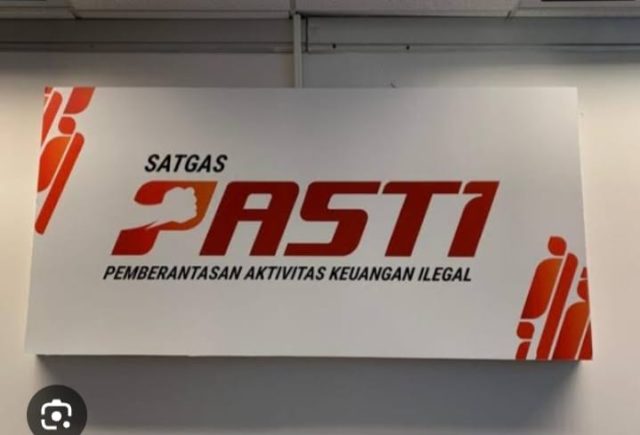 SATGAS
PASTI
PEMBERANTASAN AKTIVITAS KEUANGAN ILEGAL